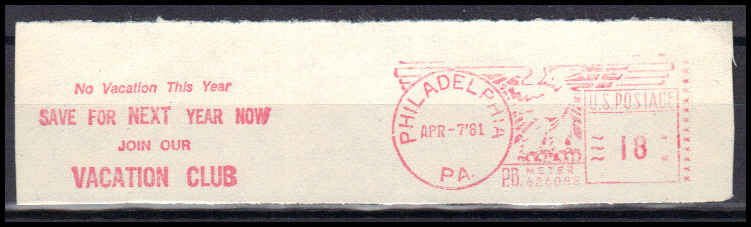 No Vacation This Year
SAVE FOR NEXT YEAR NOW
JOIN OUR
VACATION CLUB
PHILADELPHIA
APR-7'81
PA.
U.S. POSTAGE
18
P.B. METER